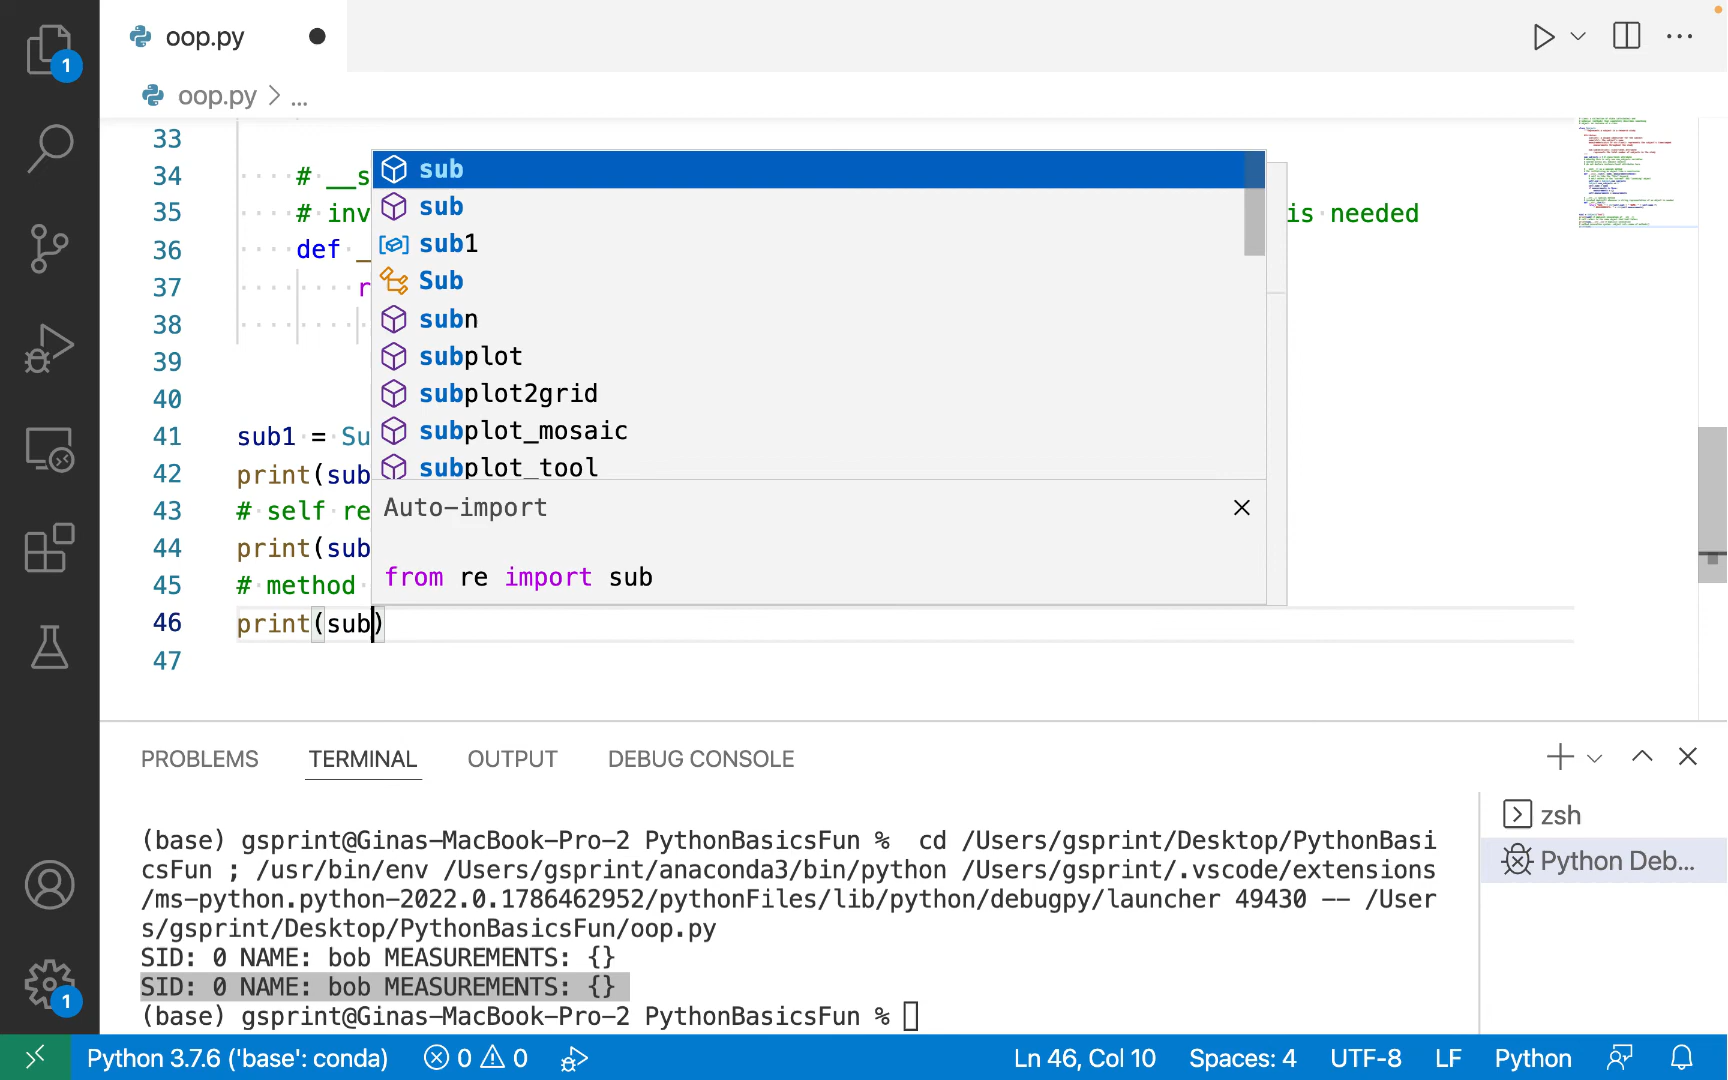 oop.py
1
oop.py > ...
33
34 # __s
35 # inv is needed
36 def _
37 r
38
39
40
41 sub1 = Su
42 print(sub
43 # self re
44 print(sub
45 # method
46 print(sub)
47
sub
sub
sub1
Sub
subn
subplot
subplot2grid
subplot_mosaic
subplot_tool
Auto-import
from re import sub
PROBLEMS TERMINAL OUTPUT DEBUG CONSOLE
(base) gsprint@Ginas-MacBook-Pro-2 PythonBasicsFun % cd /Users/gsprint/Desktop/PythonBasi
csFun ; /usr/bin/env /Users/gsprint/anaconda3/bin/python /Users/gsprint/.vscode/extensions
/ms-python.python-2022.0.1786462952/pythonFiles/lib/python/debugpy/launcher 49430 -- /User
s/gsprint/Desktop/PythonBasicsFun/oop.py
SID: 0 NAME: bob MEASUREMENTS: {}
SID: 0 NAME: bob MEASUREMENTS: {}
(base) gsprint@Ginas-MacBook-Pro-2 PythonBasicsFun %
zsh
Python Deb...
1
Python 3.7.6 ('base': conda) 0 0 Ln 46, Col 10 Spaces: 4 UTF-8 LF Python